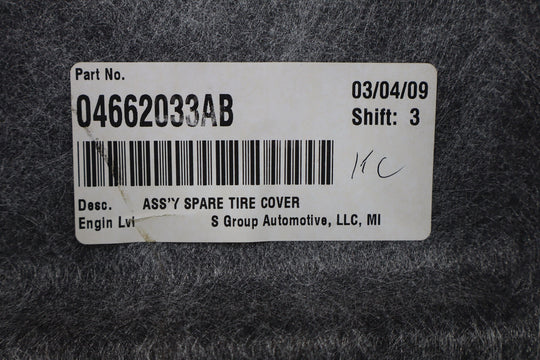 Part No.
04662033AB
03/04/09
Shift: 3
KC
Desc. ASS'Y SPARE TIRE COVER
Engin Lvl S Group Automotive, LLC, MI